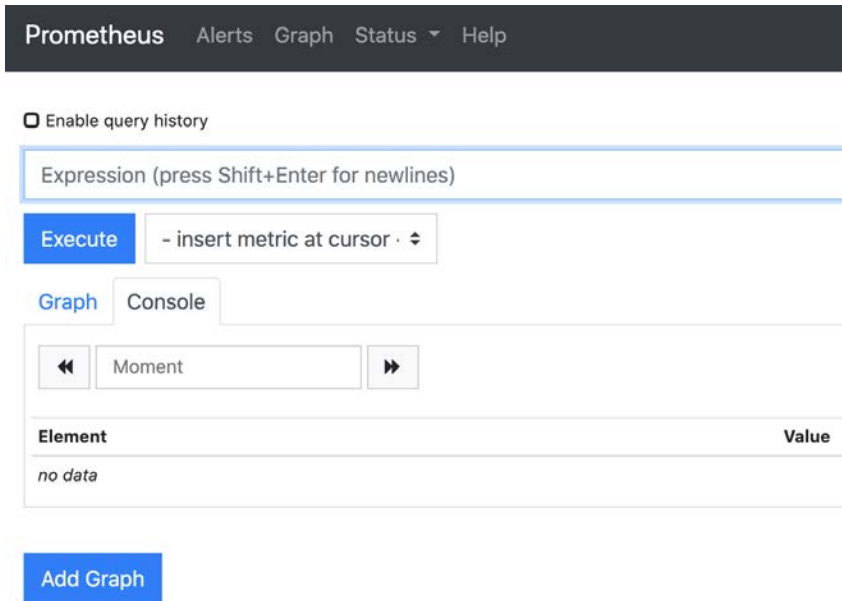 Prometheus Alerts Graph Status Help
Enable query history
Expression (press Shift+Enter for newlines)
Execute - insert metric at cursor -
Graph Console
Moment
Element Value
no data
Add Graph